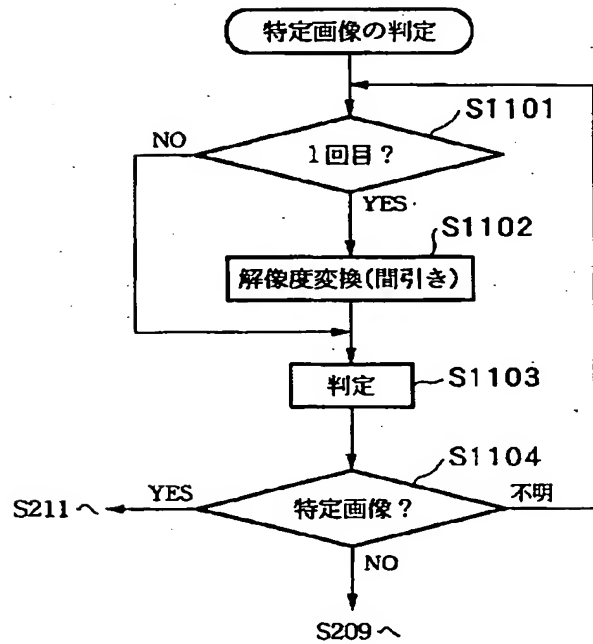 特定画像の判定
S1101
NO
1回目?
YES
S1102
解像度変換(間引き)
判定
S1103
S1104
YES
特定画像?
不明
S211へ
NO
S209へ